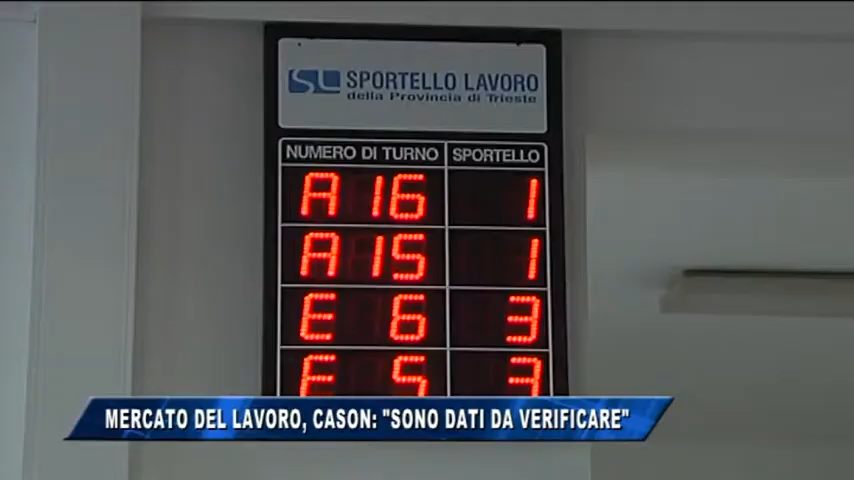 SL SPORTELLO LAVORO
della Provincia di Trieste
NUMERO DI TURNO SPORTELLO
A 16 1
A 15 1
E 6 3
E 5 3
MERCATO DEL LAVORO, CASON: "SONO DATI DA VERIFICARE"